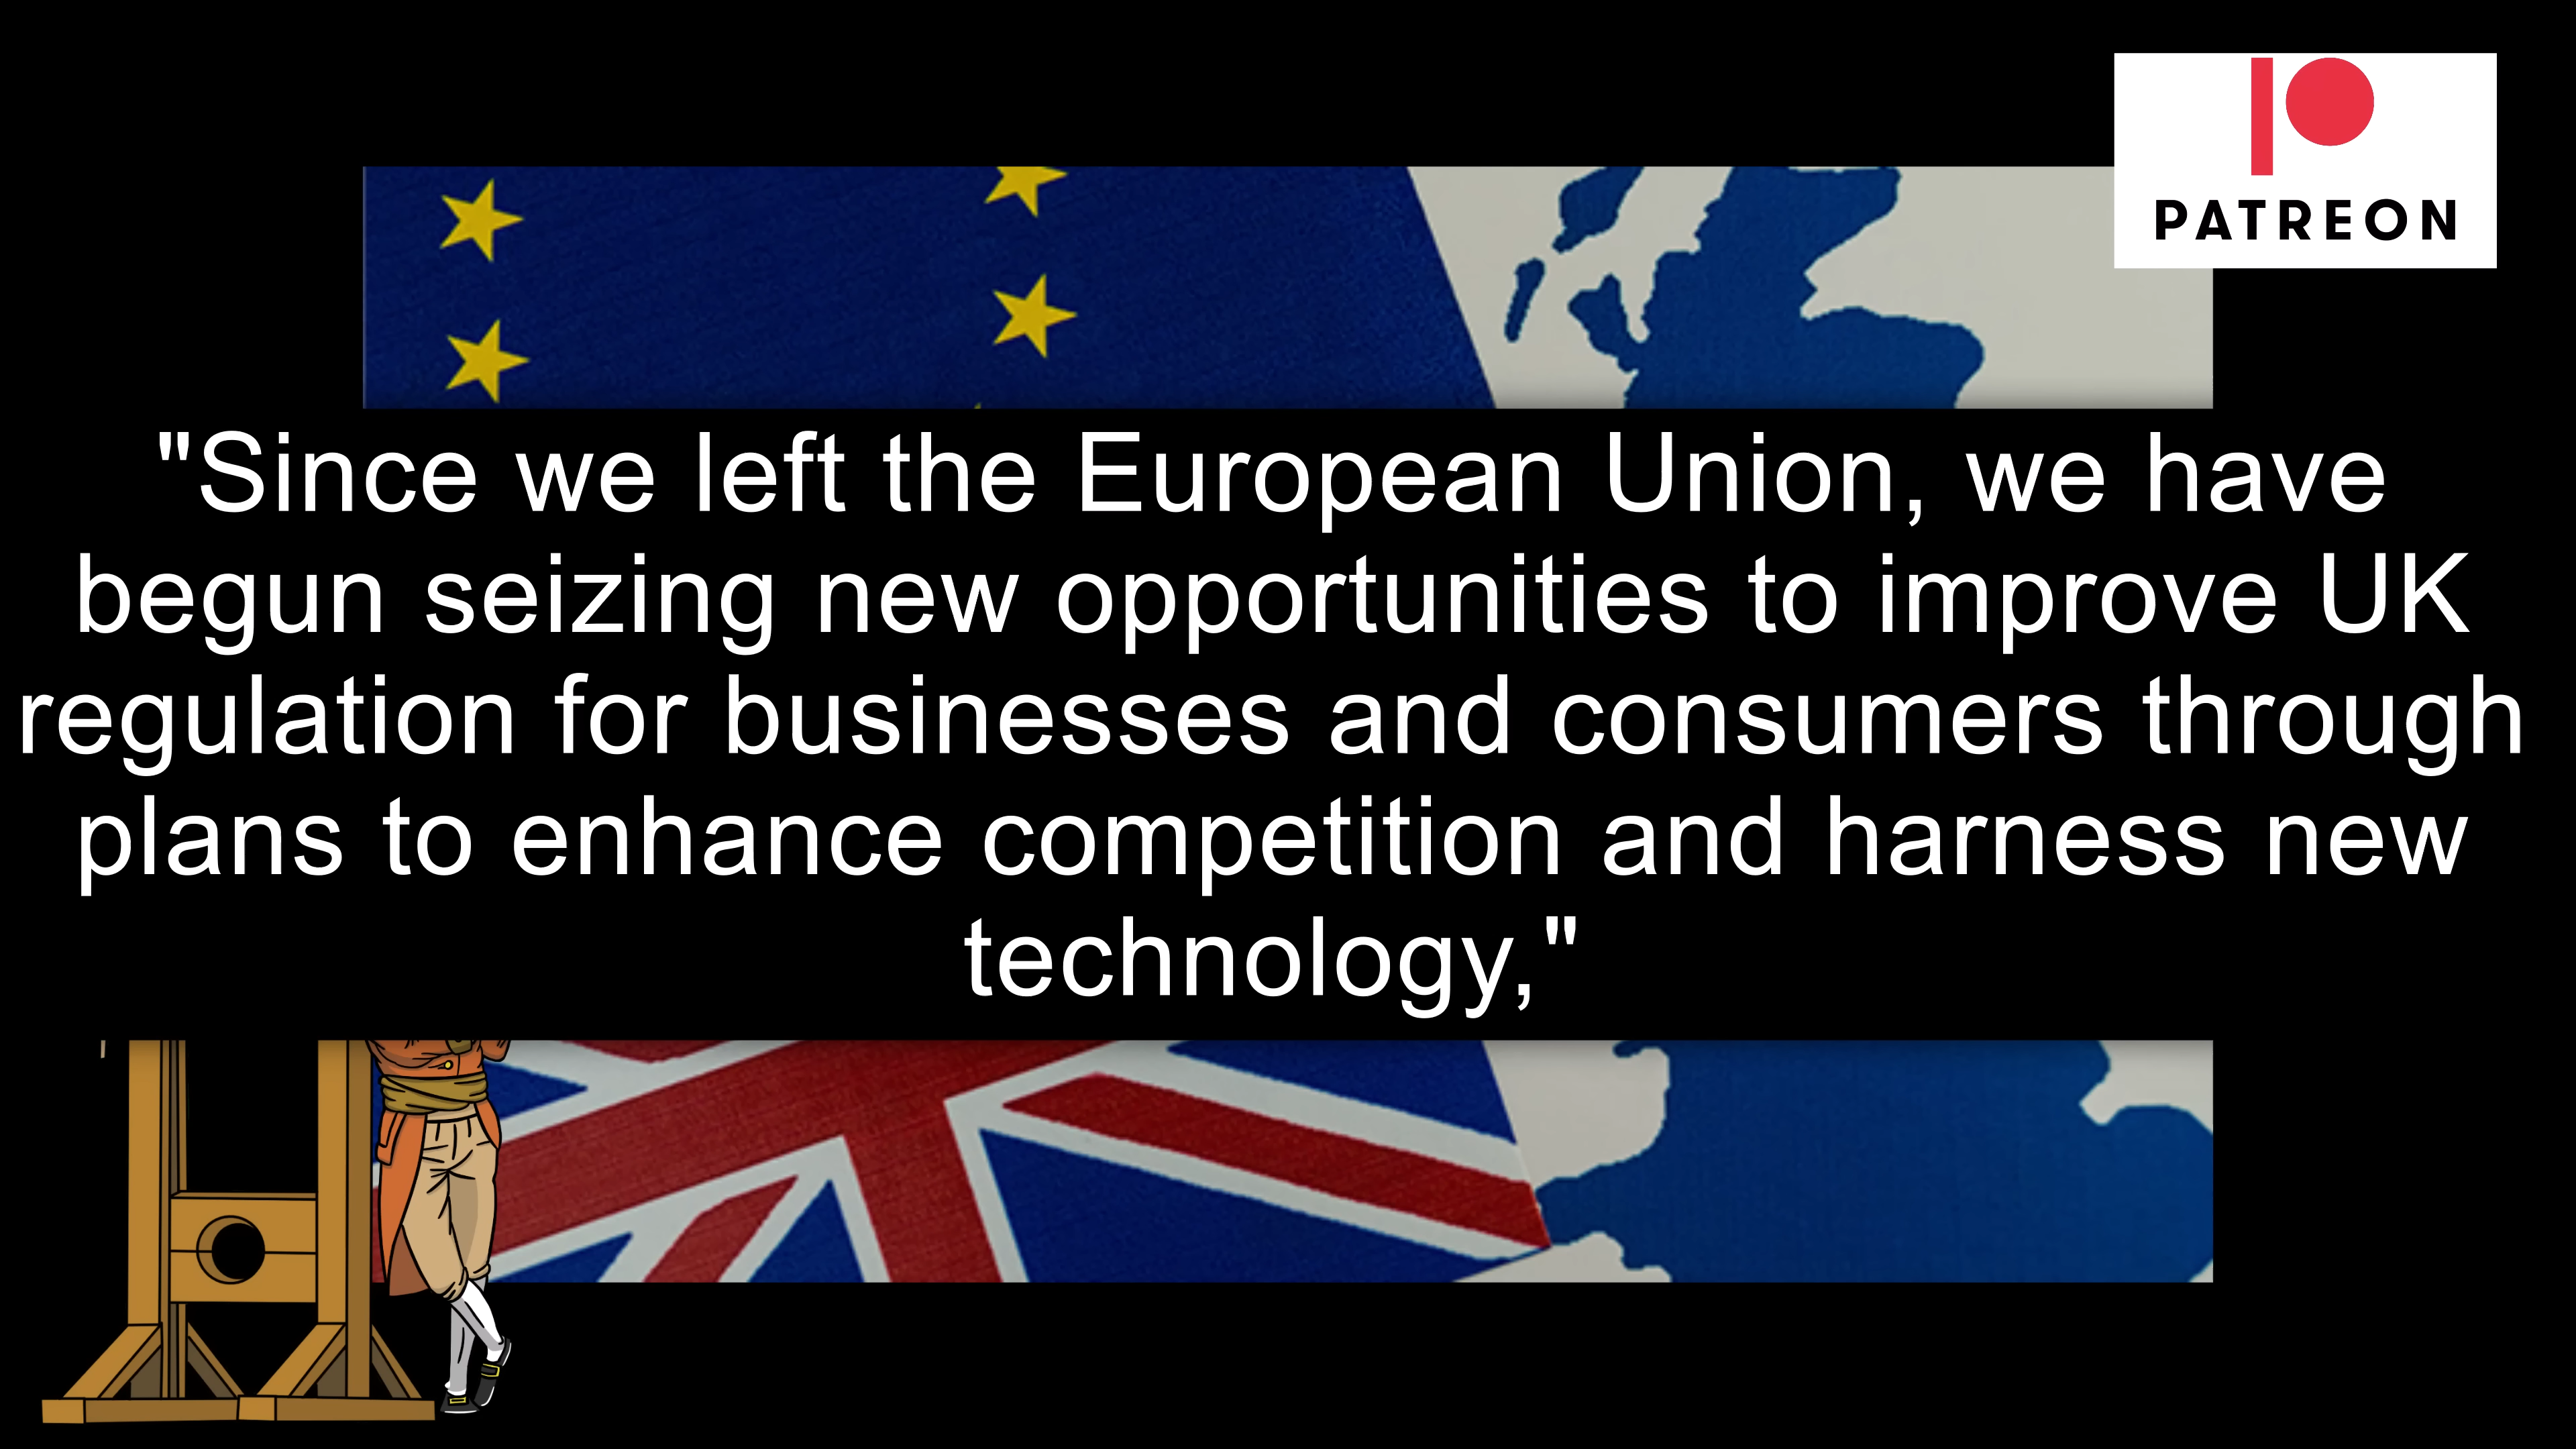 PATREON
"Since we left the European Union, we have
begun seizing new opportunities to improve UK
regulation for businesses and consumers through
plans to enhance competition and harness new
technology,"